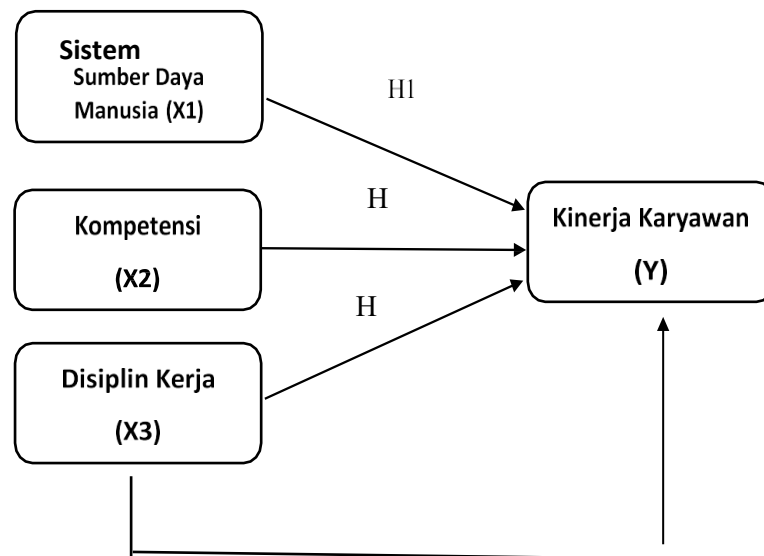 Sistem
Sumber Daya
Manusia (X1)
H1
Kompetensi
(X2)
H
Kinerja Karyawan
(Y)
H
Disiplin Kerja
(X3)